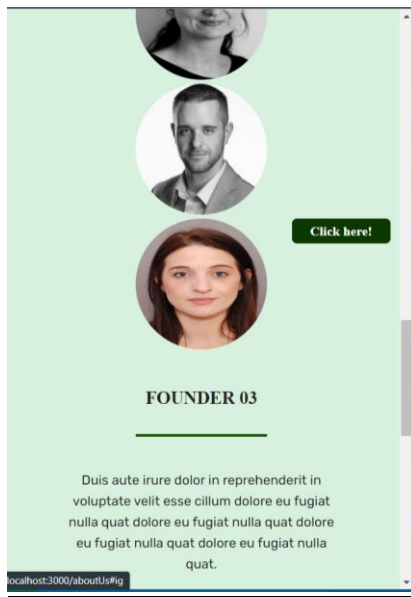 Click here!
FOUNDER 03
Duis aute irure dolor in reprehenderit in
voluptate velit esse cillum dolore eu fugiat
nulla quat dolore eu fugiat nulla quat dolore
eu fugiat nulla quat dolore eu fugiat nulla
quat.
localhost:3000/aboutUs#ig